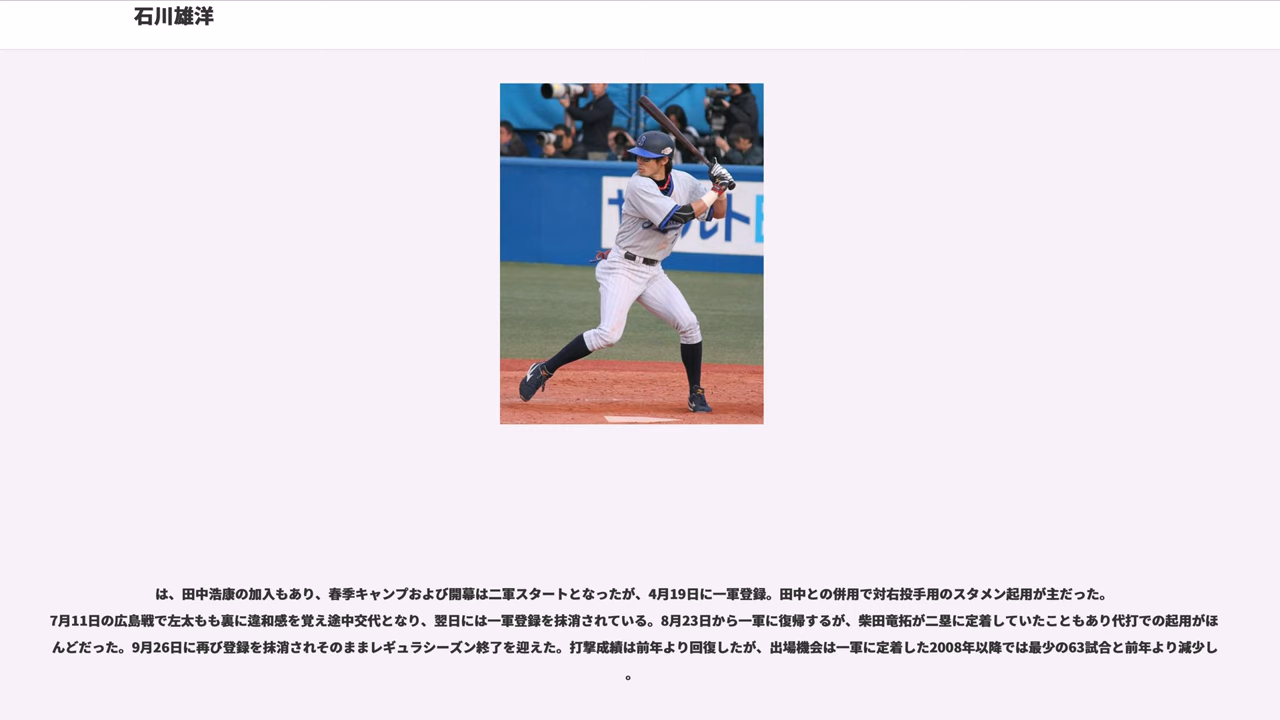 石川雄洋
は、田中浩康の加入もあり、春季キャンプおよび開幕は二軍スタートとなったが、4月19日に一軍登録。田中との併用で対右投手用のスタメン起用が主だった。
7月11日の広島戦で左太もも裏に違和感を覚え途中交代となり、翌日には一軍登録を抹消されている。8月23日から一軍に復帰するが、柴田竜拓が二塁に定着していたこともあり代打での起用がほ
んどだった。9月26日に再び登録を抹消されそのままレギュラシーズン終了を迎えた。打撃成績は前年より回復したが、出場機会は一軍に定着した2008年以降では最少の63試合と前年より減少し
。